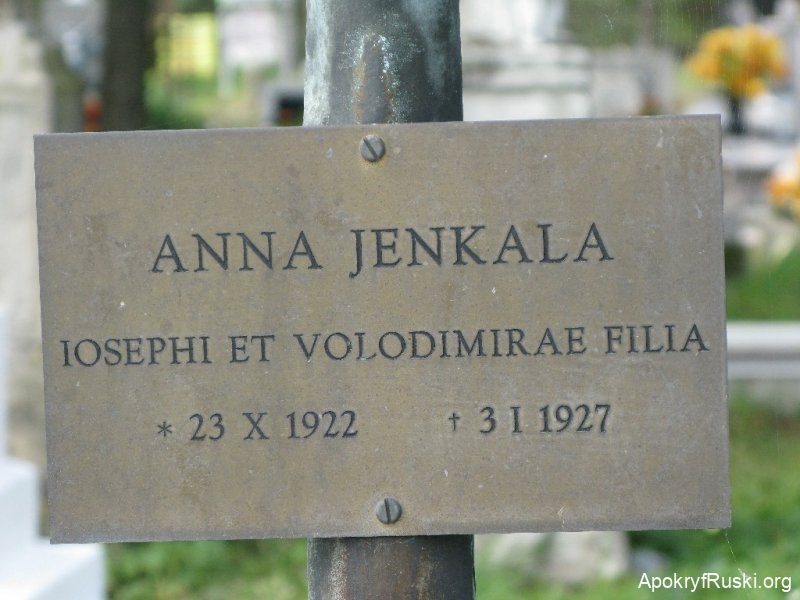 ANNA JENKALA
IOSEPHI ET VOLODIMIRAE FILIA
* 23 X 1922 † 3 I 1927
ApokryfRuski.org